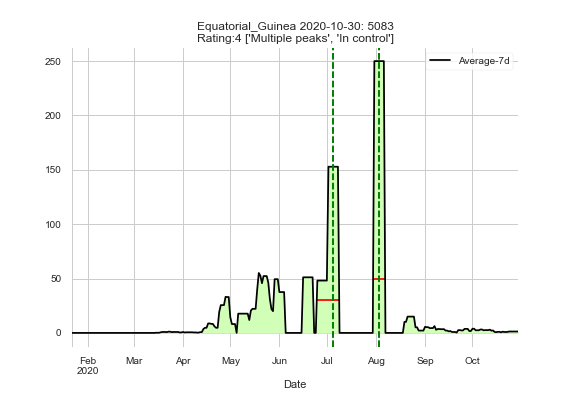 Equatorial_Guinea 2020-10-30: 5083
Rating:4 ['Multiple peaks', 'In control']
Average-7d
250
200
150
100
50
0
Feb Mar Apr May Jun Jul Aug Sep Oct
2020
Date